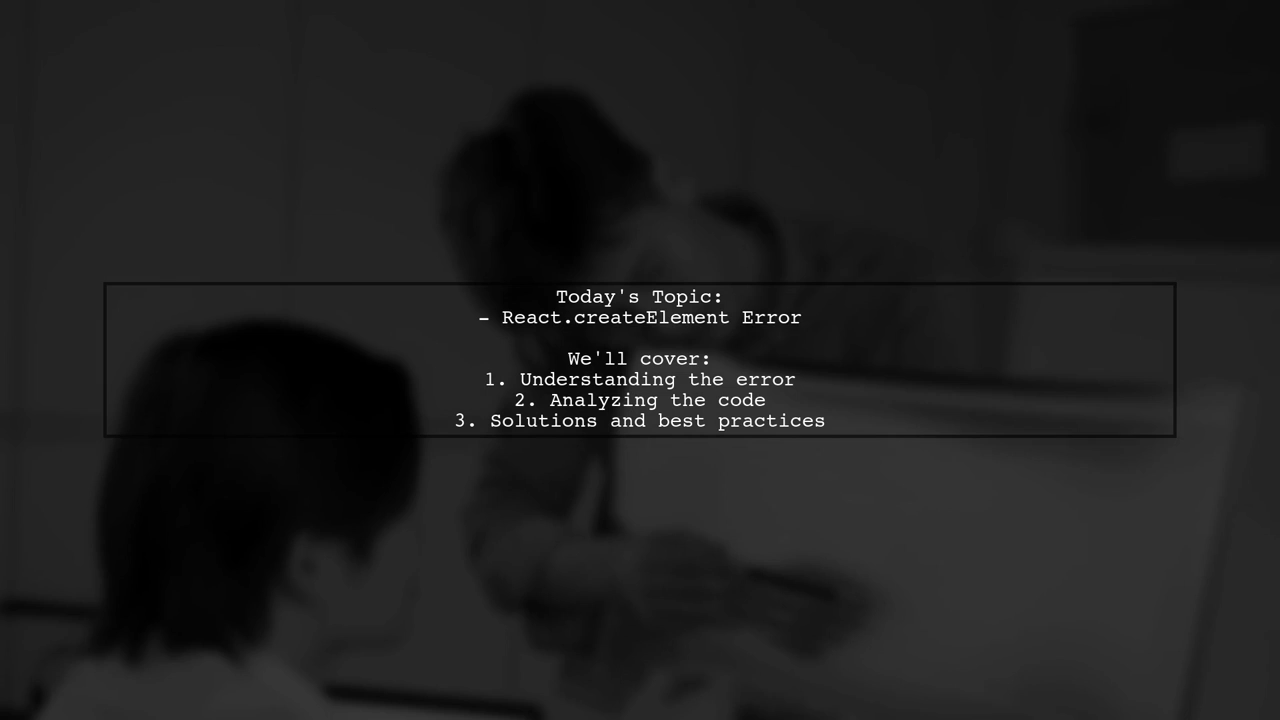 Today's Topic:
– React.createElement Error
We'll cover:
1. Understanding the error
2. Analyzing the code
3. Solutions and best practices